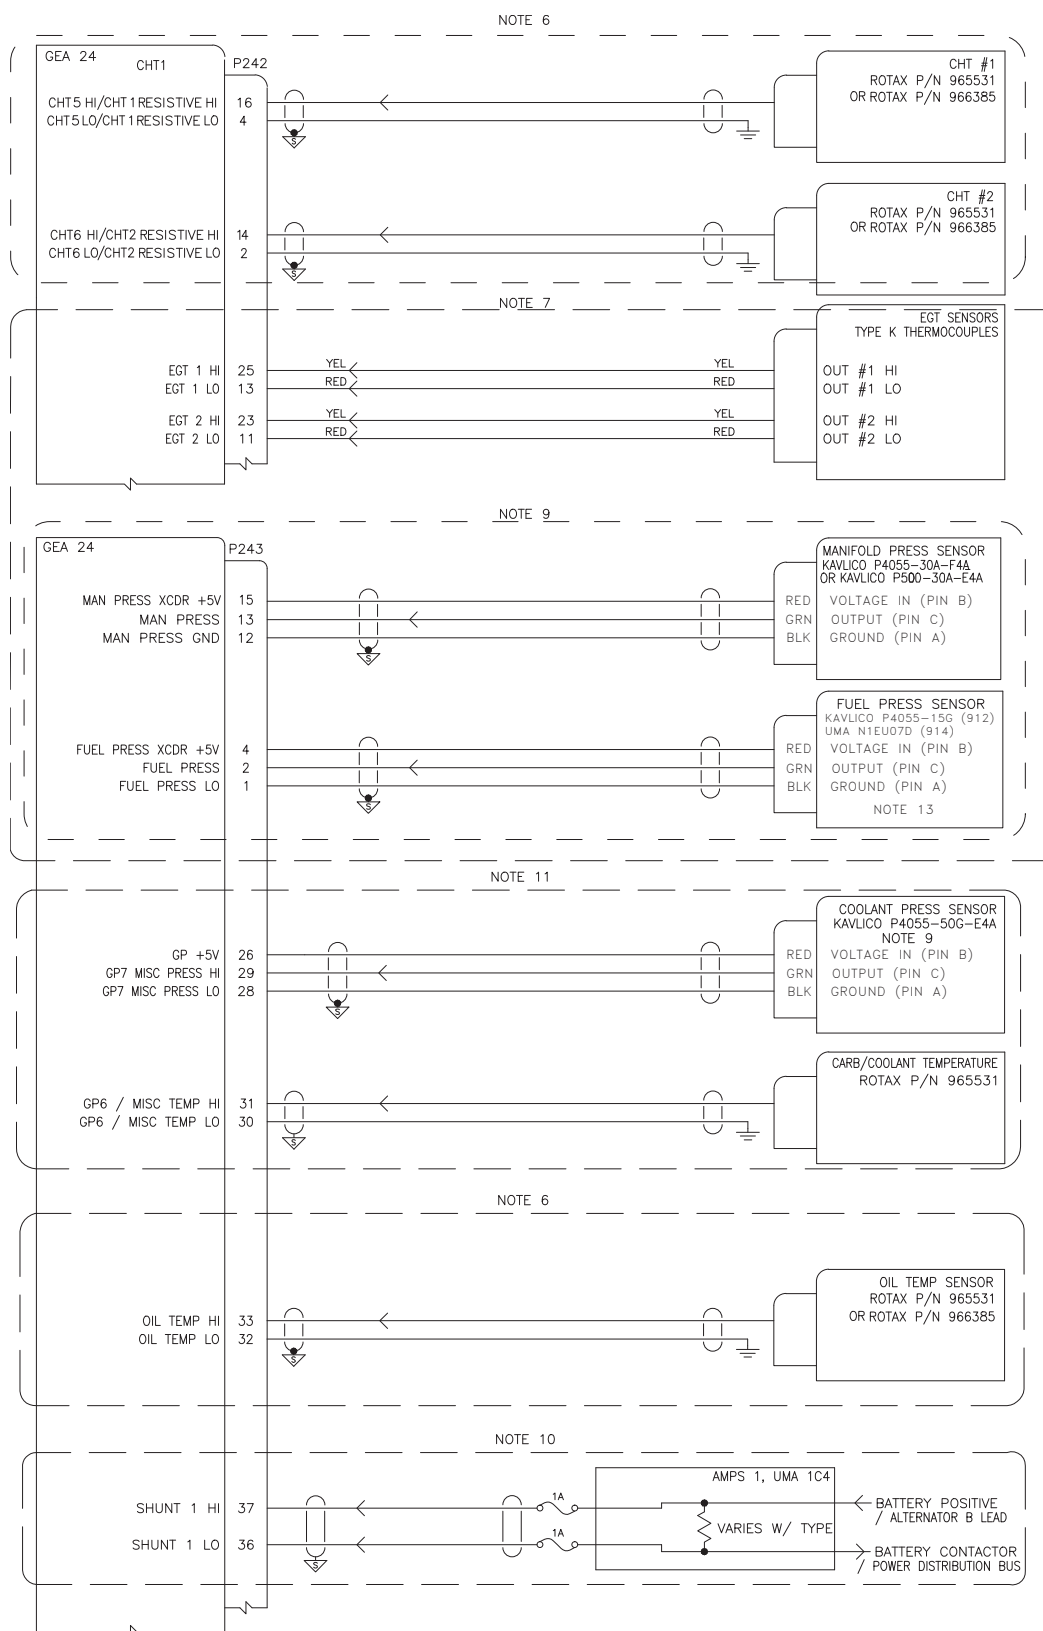 NOTE 6
GEA 24
CHT1
P242
CHT #1
ROTAX P/N 965531
OR ROTAX P/N 966385
CHT5 HI/CHT 1 RESISTIVE HI 16
CHT5 LO/CHT 1 RESISTIVE LO 4
S
CHT #2
ROTAX P/N 965531
OR ROTAX P/N 966385
CHT6 HI/CHT2 RESISTIVE HI 14
CHT6 LO/CHT2 RESISTIVE LO 2
S
NOTE 7
EGT SENSORS
TYPE K THERMOCOUPLES
EGT 1 HI 25 YEL YEL OUT #1 HI
EGT 1 LO 13 RED RED OUT #1 LO
EGT 2 HI 23 YEL YEL OUT #2 HI
EGT 2 LO 11 RED RED OUT #2 LO
NOTE 9
GEA 24
P243
MANIFOLD PRESS SENSOR
KAVLICO P4055-30A-F4A
OR KAVLICO P500-30A-E4A
MAN PRESS XCDR +5V 15 RED VOLTAGE IN (PIN B)
MAN PRESS 13 GRN OUTPUT (PIN C)
MAN PRESS GND 12 BLK GROUND (PIN A)
S
FUEL PRESS SENSOR
KAVLICO P4055-15G (912)
UMA N1EU07D (914)
FUEL PRESS XCDR +5V 4 RED VOLTAGE IN (PIN B)
FUEL PRESS 2 GRN OUTPUT (PIN C)
FUEL PRESS LO 1 BLK GROUND (PIN A)
S
NOTE 13
NOTE 11
COOLANT PRESS SENSOR
KAVLICO P4055-50G-E4A
NOTE 9
GP +5V 26 RED VOLTAGE IN (PIN B)
GP7 MISC PRESS HI 29 GRN OUTPUT (PIN C)
GP7 MISC PRESS LO 28 BLK GROUND (PIN A)
S
CARB/COOLANT TEMPERATURE
ROTAX P/N 965531
GP6 / MISC TEMP HI 31
GP6 / MISC TEMP LO 30
S
NOTE 6
OIL TEMP SENSOR
ROTAX P/N 965531
OR ROTAX P/N 966385
OIL TEMP HI 33
OIL TEMP LO 32
S
NOTE 10
AMPS 1, UMA 1C4
SHUNT 1 HI 37 1A BATTERY POSITIVE
/ ALTERNATOR B LEAD
VARIES W/ TYPE
SHUNT 1 LO 36 1A BATTERY CONTACTOR
/ POWER DISTRIBUTION BUS
S